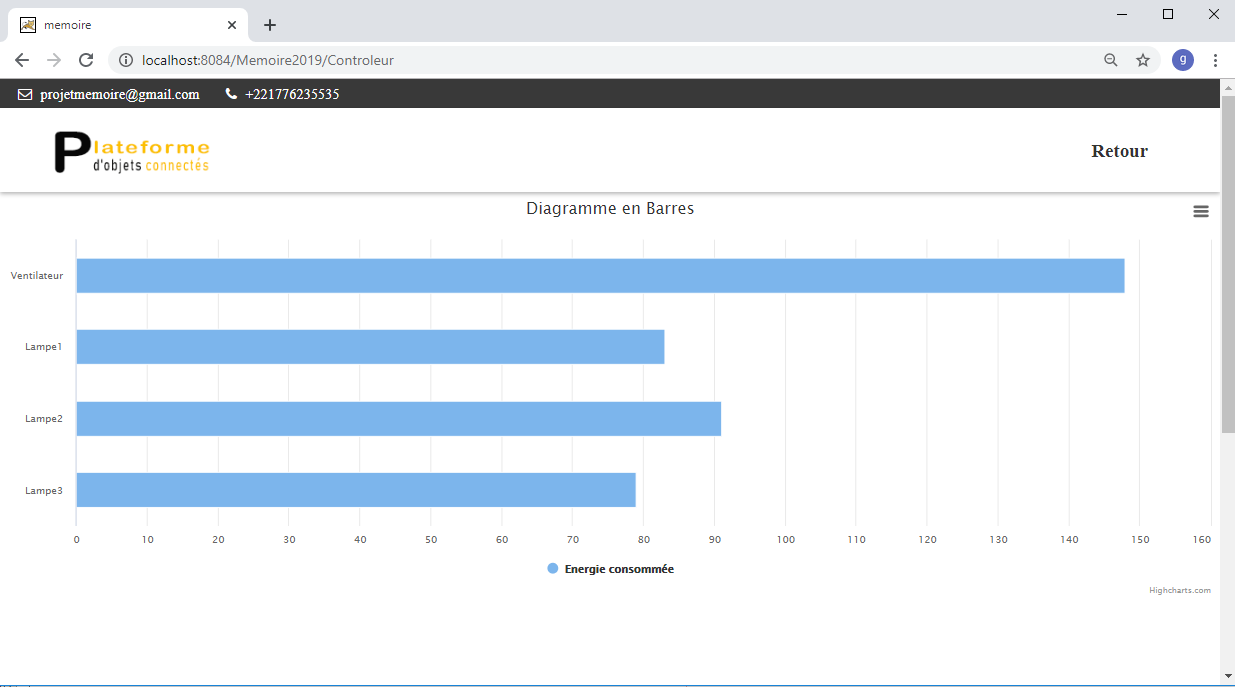 memoire
localhost:8084/Memoire2019/Controleur
g
projetmemoire@gmail.com +221776235535
Plateforme
d'objets connectés
Retour
Diagramme en Barres
Ventilateur
Lampe1
Lampe2
Lampe3
0 10 20 30 40 50 60 70 80 90 100 110 120 130 140 150 160
Energie consommée
Highcharts.com